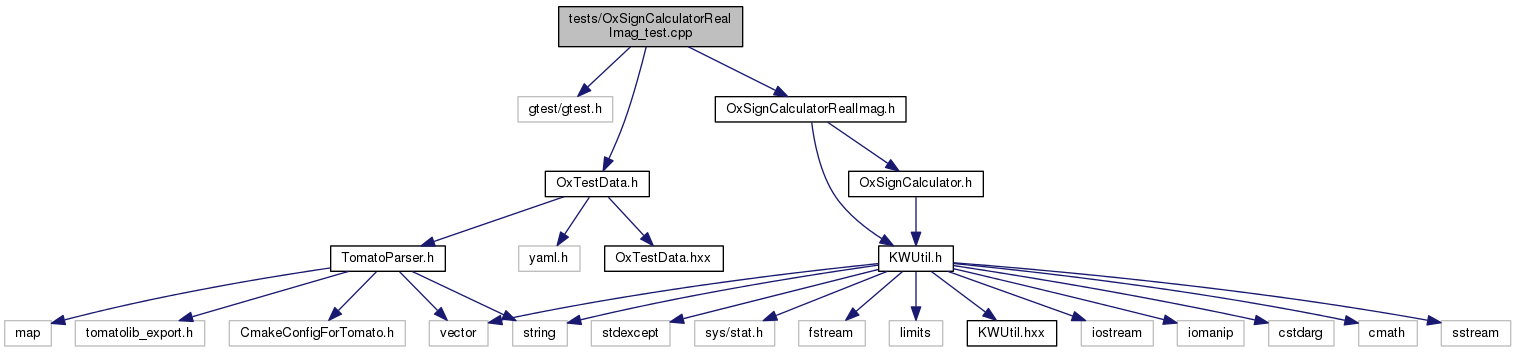 tests/OxSignCalculatorReal
Imag_test.cpp
gtest/gtest.h
OxSignCalculatorRealImag.h
OxTestData.h
OxSignCalculator.h
TomatoParser.h
yaml.h
OxTestData.hxx
KWUtil.h
map
tomatolib_export.h
CmakeConfigForTomato.h
vector
string
stdexcept
sys/stat.h
fstream
limits
KWUtil.hxx
iostream
iomanip
cstdarg
cmath
sstream